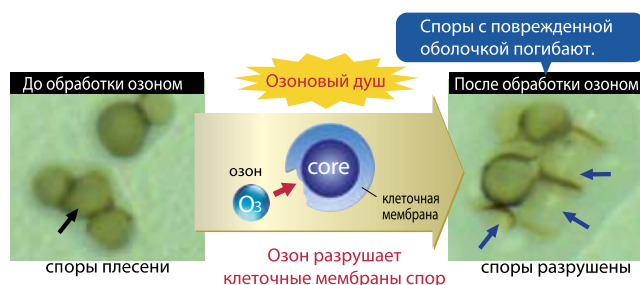 Споры с поврежденной
оболочкой погибают.
До обработки озоном
Озоновый душ
После обработки озоном
озон
O₃
core
клеточная
мембрана
споры плесени
Озон разрушает
клеточные мембраны спор
споры разрушены